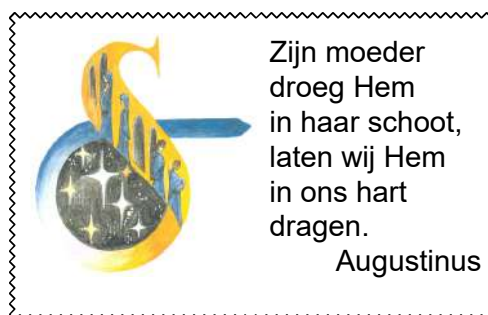 Zijn moeder
droeg Hem
in haar schoot,
laten wij Hem
in ons hart
dragen.
Augustinus